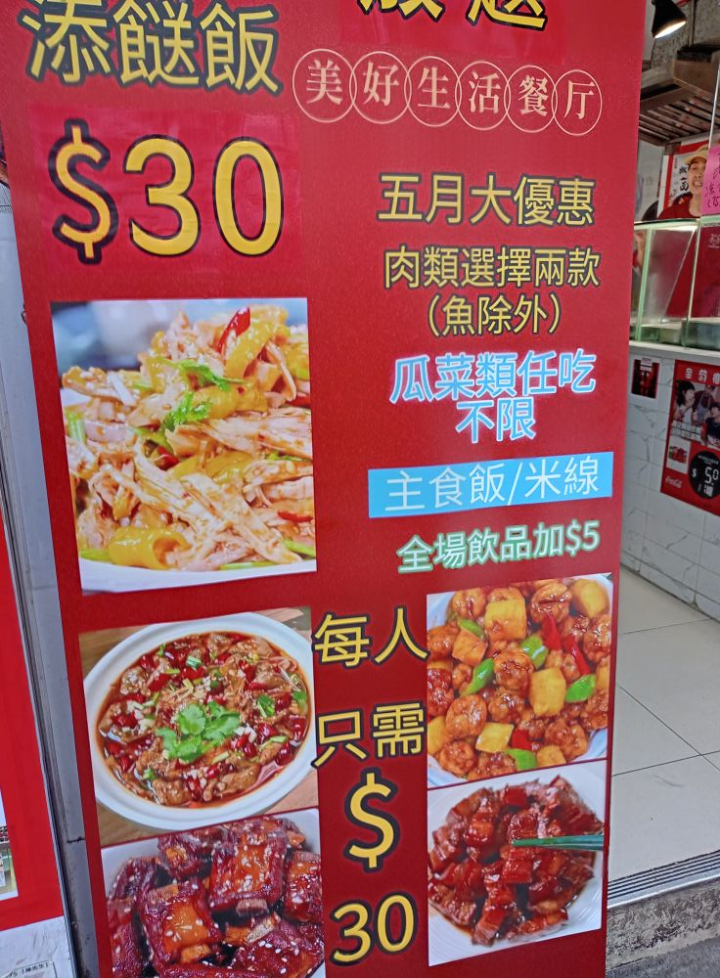 添餸飯
放題
美好生活餐厅
$30
五月大優惠
肉類選擇兩款
(魚除外)
瓜菜類任吃
不限
主食飯/米線
全場飲品加$5
每人
只需
$
30